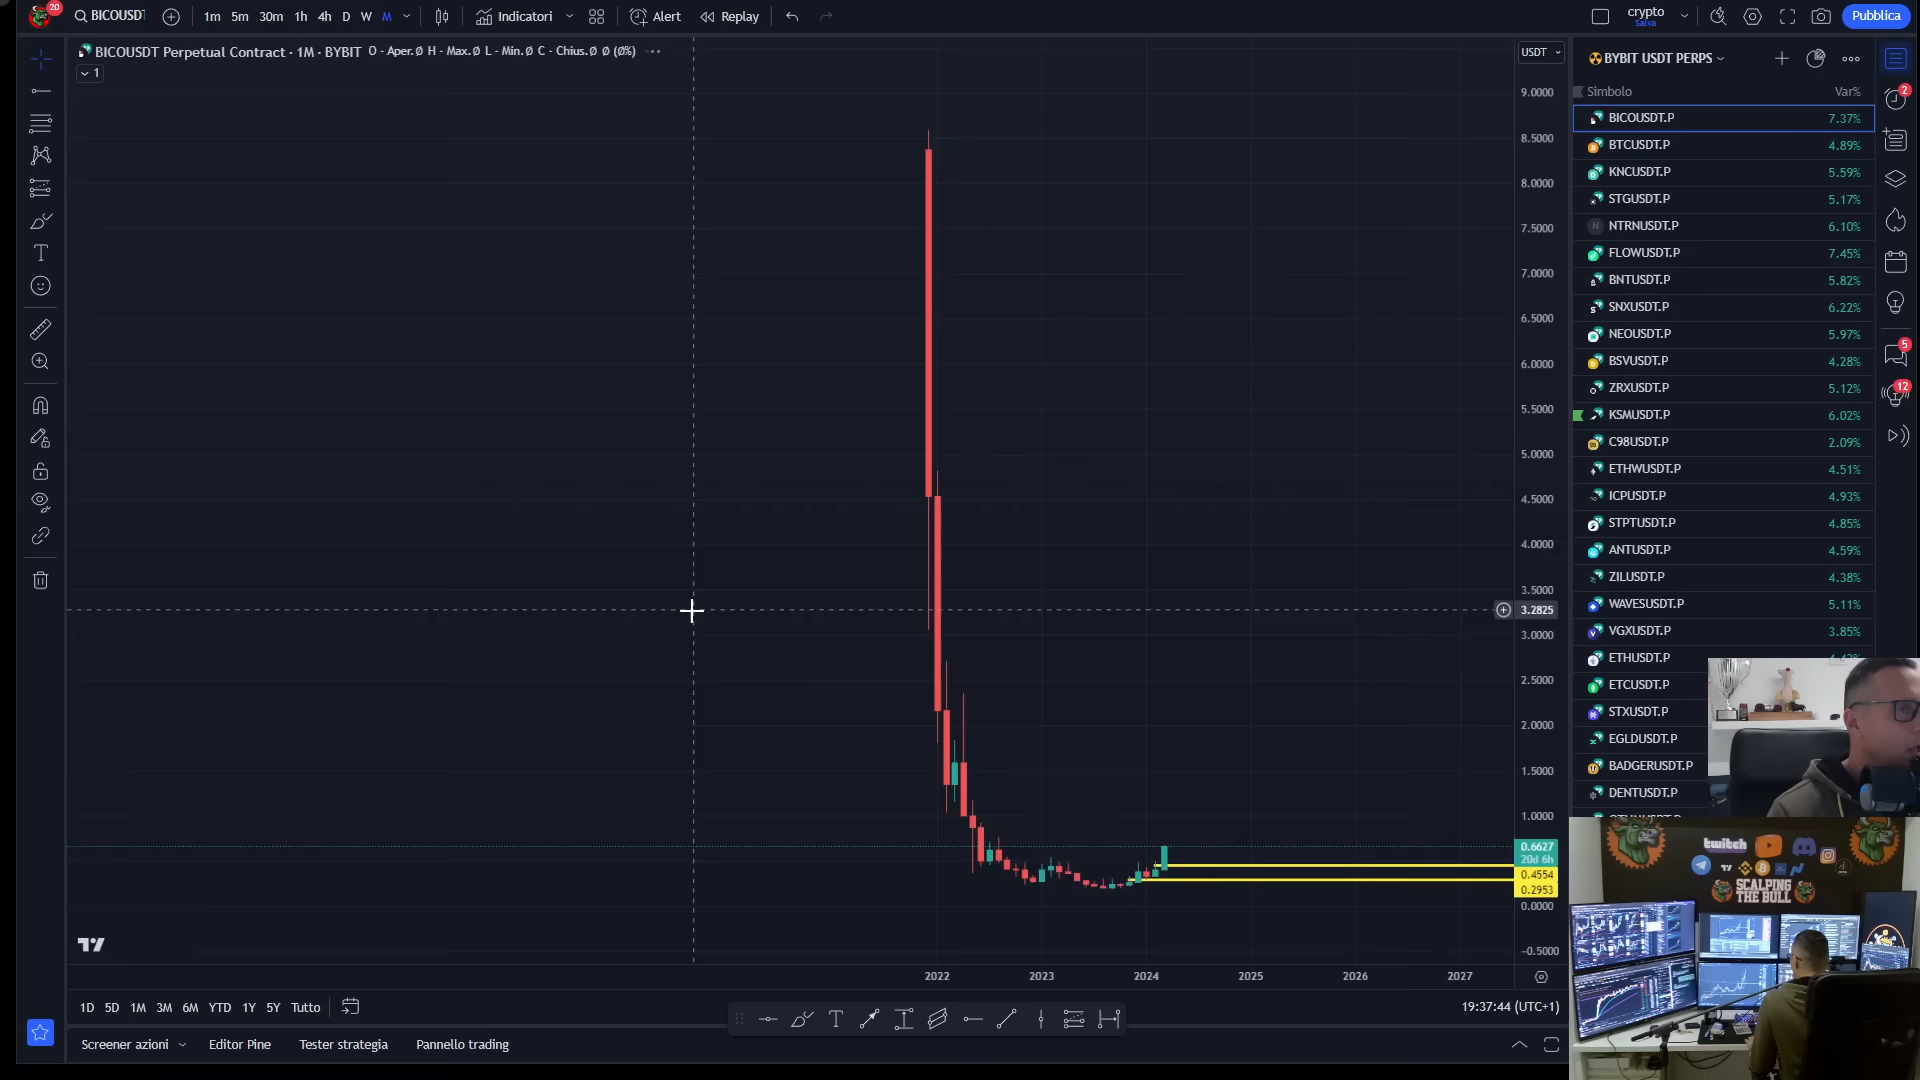 20
BICOUSDT
1m 5m 30m 1h 4h D W M
Indicatori
Alert
Replay
crypto
Salva
Pubblica
BICOUSDT Perpetual Contract · 1M · BYBIT O - Aper.Ø H - Max.Ø L - Min.Ø C - Chius.Ø Ø (Ø%)
1
USDT
9.0000
8.5000
8.0000
7.5000
7.0000
6.5000
6.0000
5.5000
5.0000
4.5000
4.0000
3.5000
3.2825
3.0000
2.5000
2.0000
1.5000
1.0000
0.6627
20d 6h
0.4554
0.2953
0.0000
−0.5000
2022 2023 2024 2025 2026 2027
1D 5D 1M 3M 6M YTD 1Y 5Y Tutto
19:37:44 (UTC+1)
Screener azioni
Editor Pine
Tester strategia
Pannello trading
BYBIT USDT PERPS
Simbolo Var%
BICOUSDT.P 7.37%
BTCUSDT.P 4.89%
KNCUSDT.P 5.59%
STGUSDT.P 5.17%
NTRNUSDT.P 6.10%
FLOWUSDT.P 7.45%
BNTUSDT.P 5.82%
SNXUSDT.P 6.22%
NEOUSDT.P 5.97%
BSVUSDT.P 4.28%
ZRXUSDT.P 5.12%
KSMUSDT.P 6.02%
C98USDT.P 2.09%
ETHWUSDT.P 4.51%
ICPUSDT.P 4.93%
STPTUSDT.P 4.85%
ANTUSDT.P 4.59%
ZILUSDT.P 4.38%
WAVESUSDT.P 5.11%
VGXUSDT.P 3.85%
ETHUSDT.P
ETCUSDT.P
STXUSDT.P
EGLDUSDT.P
BADGERUSDT.P
DENTUSDT.P
2
5
12
twitch
SCALPING
THE BULL